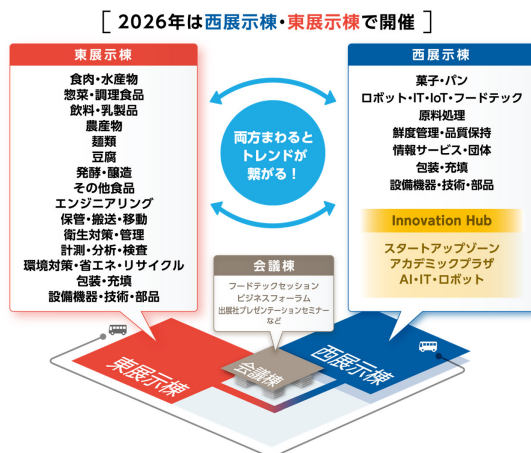 [ 2026年は西展示棟・東展示棟で開催 ]
東展示棟
食肉・水産物
惣菜・調理食品
飲料・乳製品
農産物
麺類
豆腐
発酵・醸造
その他食品
エンジニアリング
保管・搬送・移動
衛生対策・管理
計測・分析・検査
環境対策・省エネ・リサイクル
包装・充填
設備機器・技術・部品
両方まわると
トレンドが
繋がる！
西展示棟
菓子・パン
ロボット・IT・IoT・フードテック
原料処理
鮮度管理・品質保持
情報サービス・団体
包装・充填
設備機器・技術・部品
Innovation Hub
スタートアップゾーン
アカデミックプラザ
AI・IT・ロボット
会議棟
フードテックセッション
ビジネスフォーラム
出展社プレゼンテーションセミナー
など
東展示棟
会議棟
西展示棟